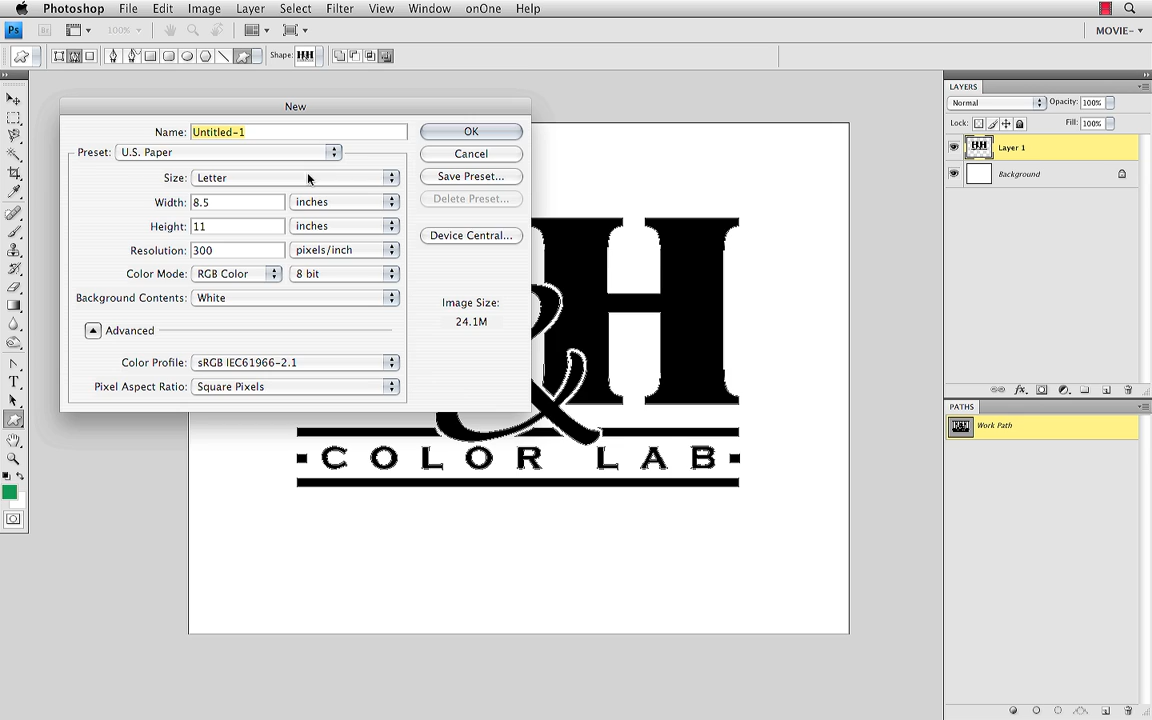 Photoshop File Edit Image Layer Select Filter View Window onOne Help
Ps Br 100% MOVIE-
Shape:
New
Name: Untitled-1 OK
Preset: U.S. Paper Cancel
Size: Letter Save Preset...
Width: 8.5 inches Delete Preset...
Height: 11 inches Device Central...
Resolution: 300 pixels/inch
Color Mode: RGB Color 8 bit
Background Contents: White Image Size:
24.1M
Advanced
Color Profile: sRGB IEC61966-2.1
Pixel Aspect Ratio: Square Pixels
&H
COLOR LAB
LAYERS
Normal Opacity: 100%
Lock: Fill: 100%
Layer 1
Background
fx
PATHS
Work Path